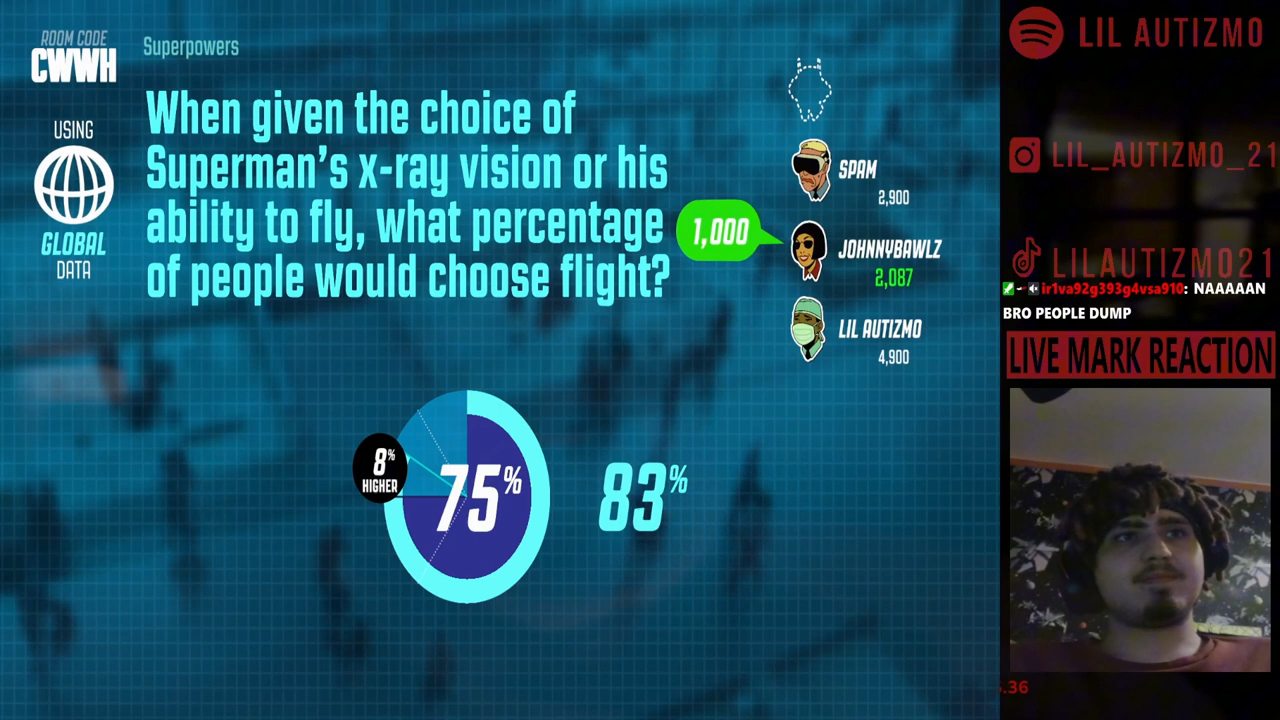 ROOM CODE
CWWH
Superpowers
When given the choice of
Superman's x-ray vision or his
ability to fly, what percentage
of people would choose flight?
USING
GLOBAL
DATA
SPAM
2,900
1,000
JOHNNYBAWLZ
2,087
LIL AUTIZMO
4,900
8%
HIGHER
75%
83%
LIL AUTIZMO
LIL_AUTIZMO_21
LILAUTIZMO21
ir1va92g393g4vsa910: NAAAAAN
BRO PEOPLE DUMP
LIVE MARK REACTION
.36